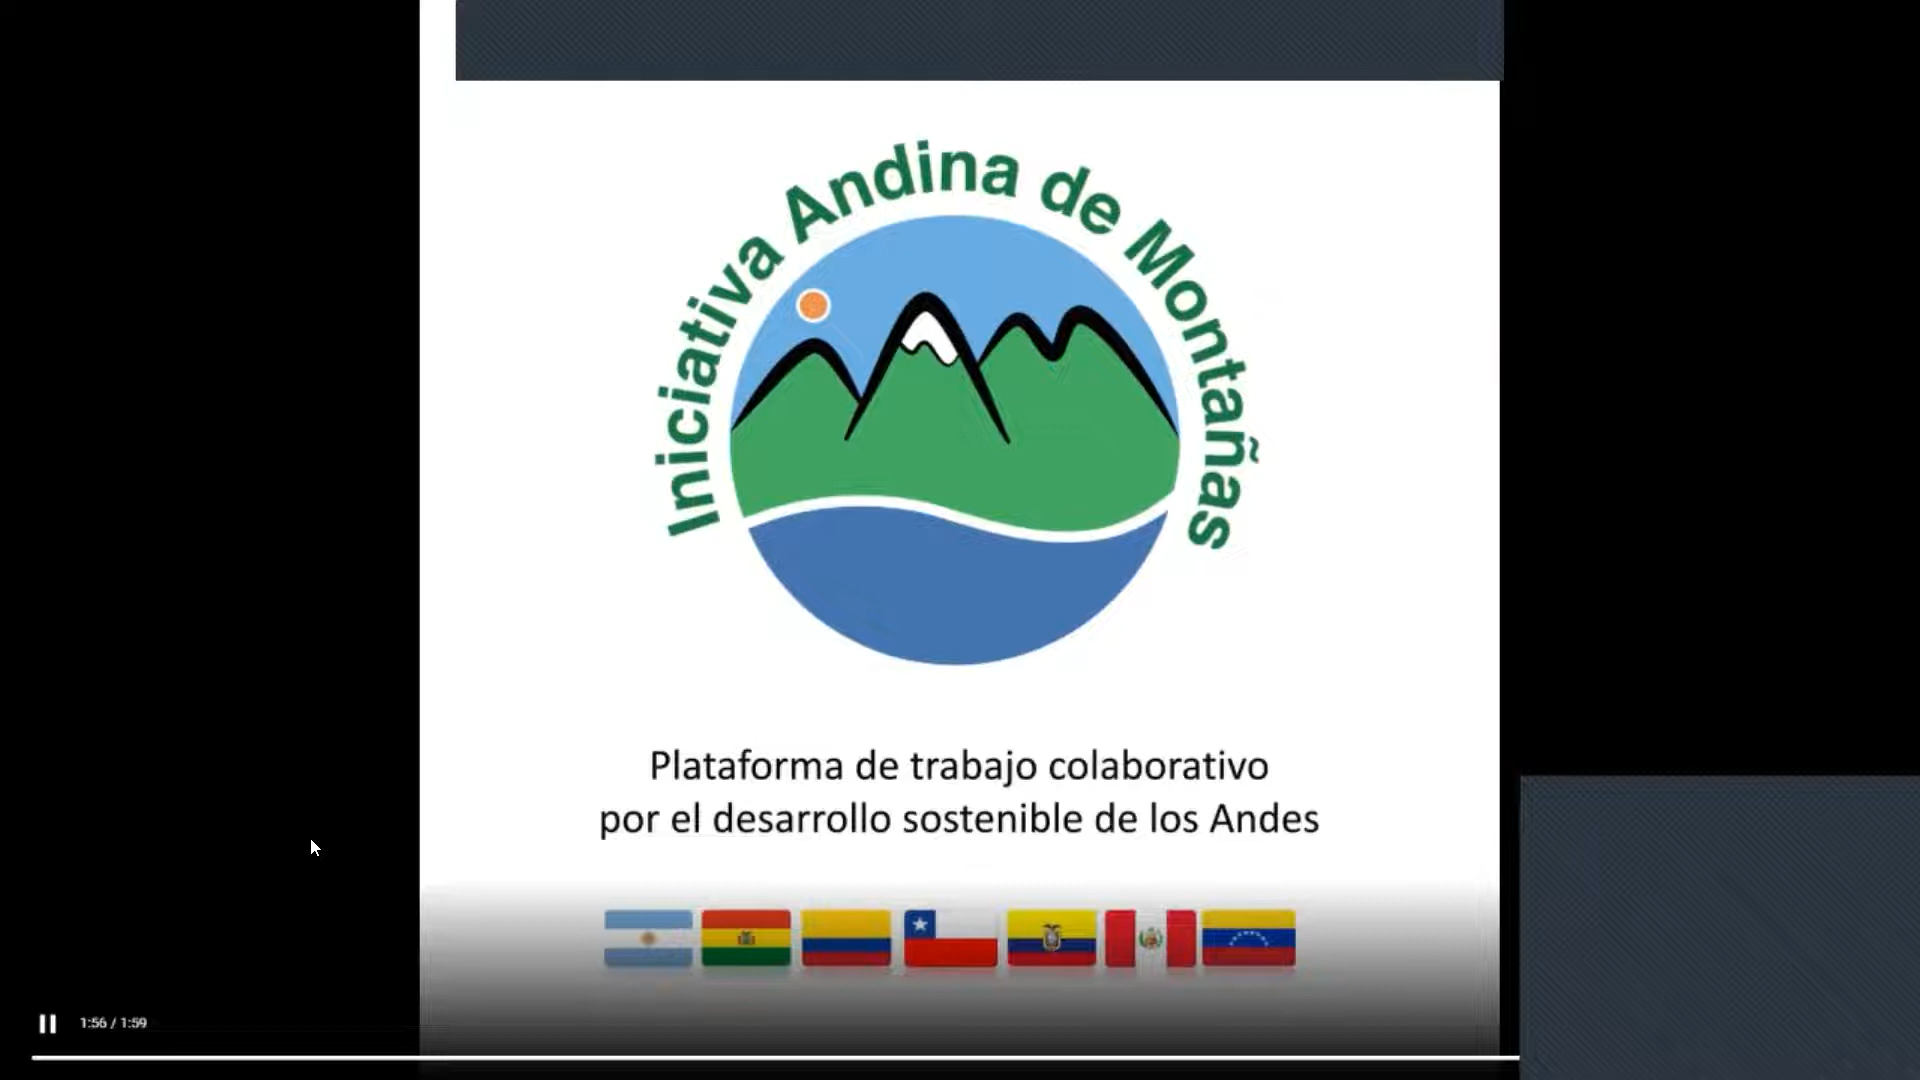 Iniciativa Andina de Montañas
Plataforma de trabajo colaborativo
por el desarrollo sostenible de los Andes
1:56 / 1:59